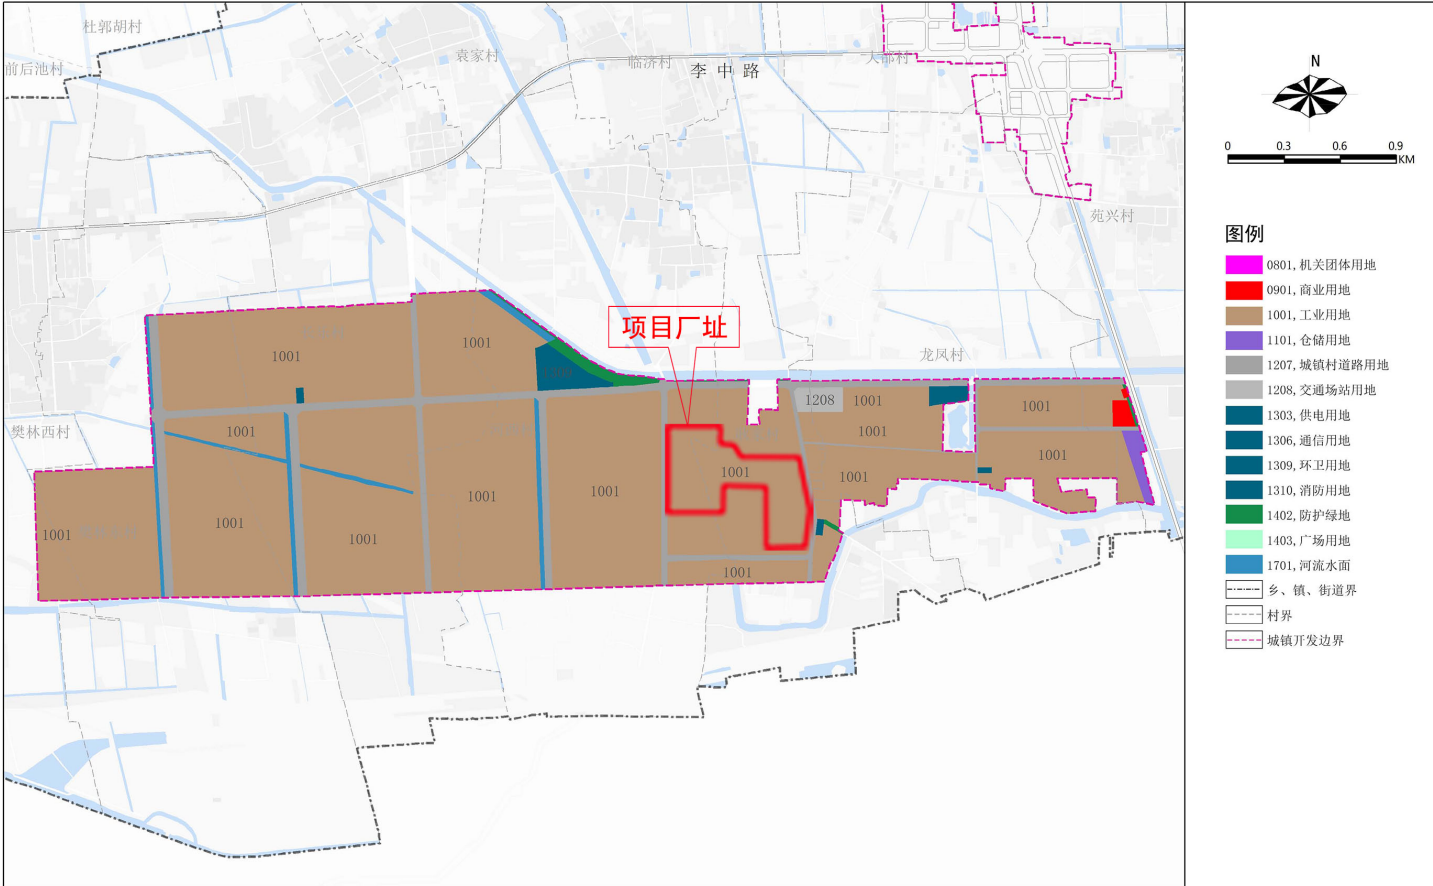 杜郭胡村
前后池村
袁家村
临济村
李中路
大郭村
苑兴村
项目厂址
龙凤村
樊林西村
1001
1001
1001
1001
1001
1001
1001
1001
1001
1001
1208
1001
1001
1001
1001
1001
1001
N
0
0.3
0.6
0.9
KM
图例
0801, 机关团体用地
0901, 商业用地
1001, 工业用地
1101, 仓储用地
1207, 城镇村道路用地
1208, 交通场站用地
1303, 供电用地
1306, 通信用地
1309, 环卫用地
1310, 消防用地
1402, 防护绿地
1403, 广场用地
1701, 河流水面
乡、镇、街道界
村界
城镇开发边界